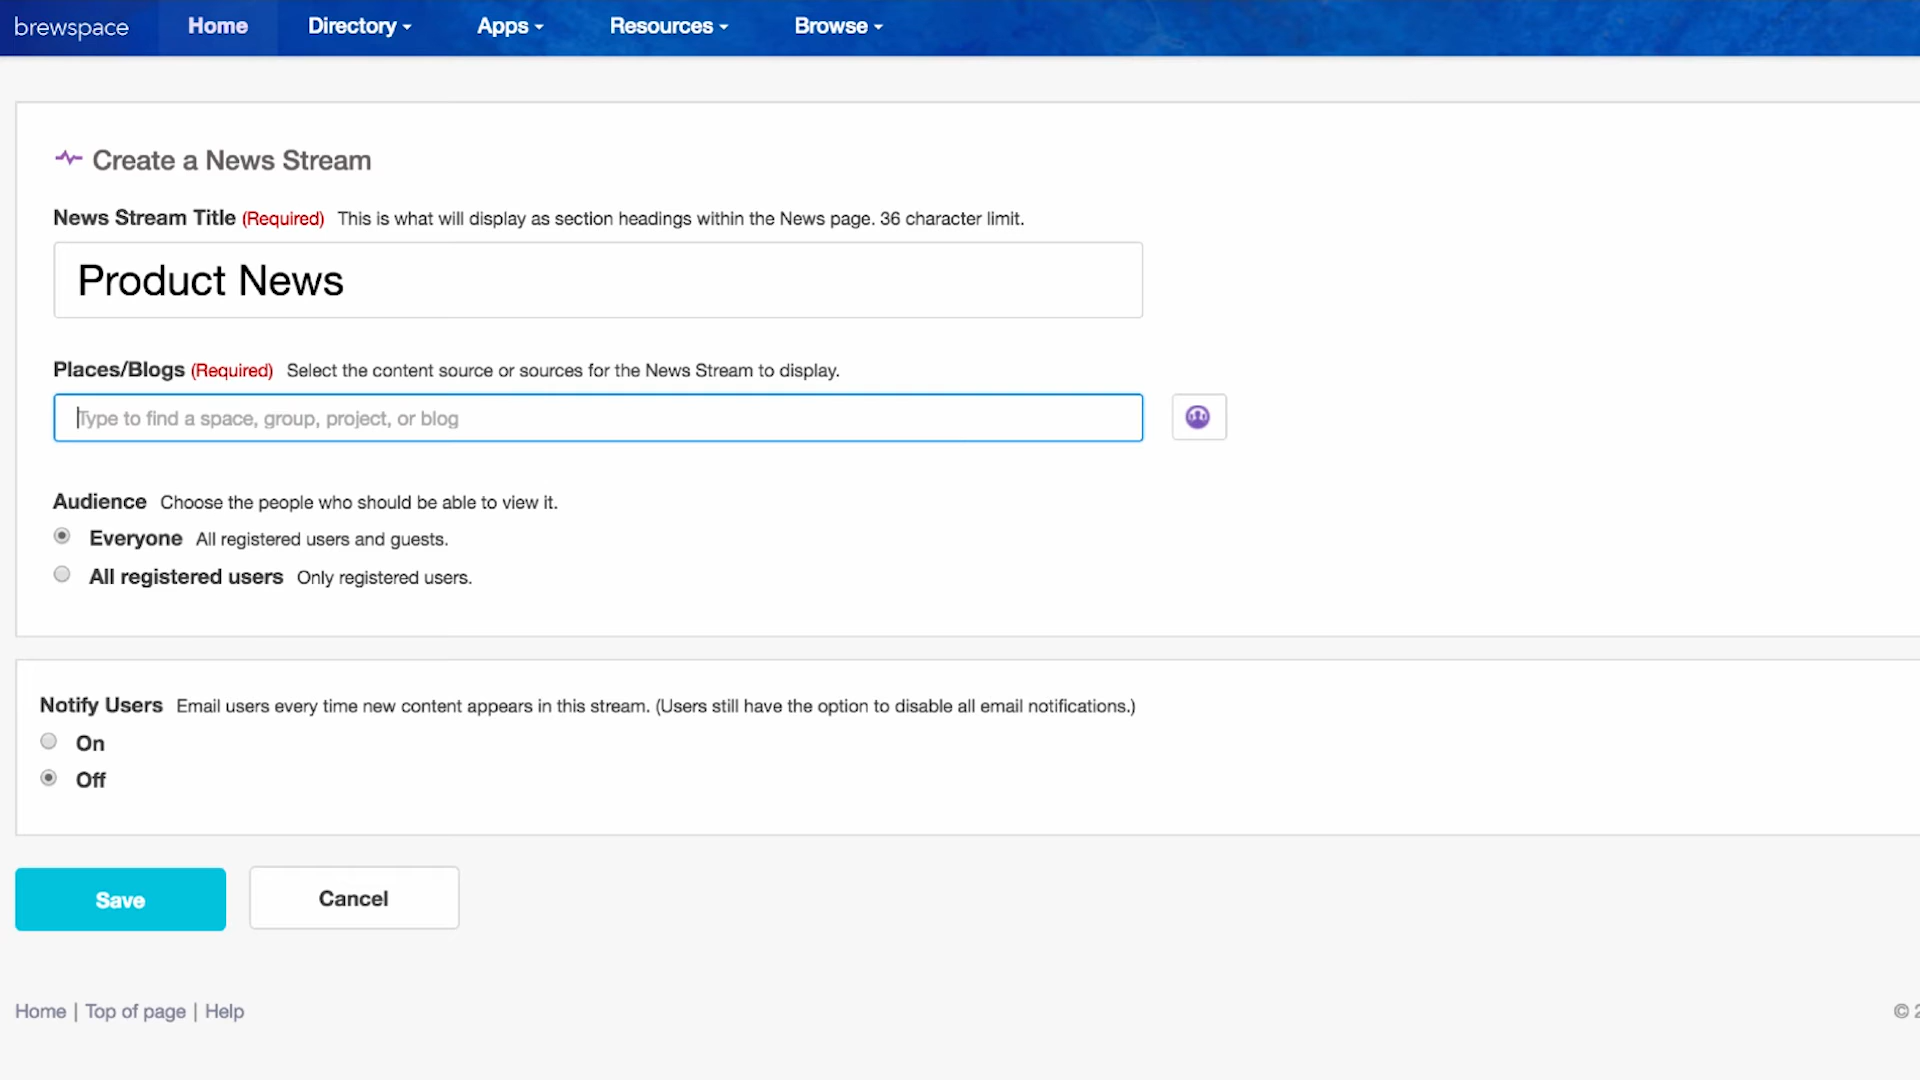 brewspace Home Directory Apps Resources Browse
Create a News Stream
News Stream Title (Required) This is what will display as section headings within the News page. 36 character limit.
Product News
Places/Blogs (Required) Select the content source or sources for the News Stream to display.
Type to find a space, group, project, or blog
Audience Choose the people who should be able to view it.
Everyone All registered users and guests.
All registered users Only registered users.
Notify Users Email users every time new content appears in this stream. (Users still have the option to disable all email notifications.)
On
Off
Save Cancel
Home | Top of page | Help
©